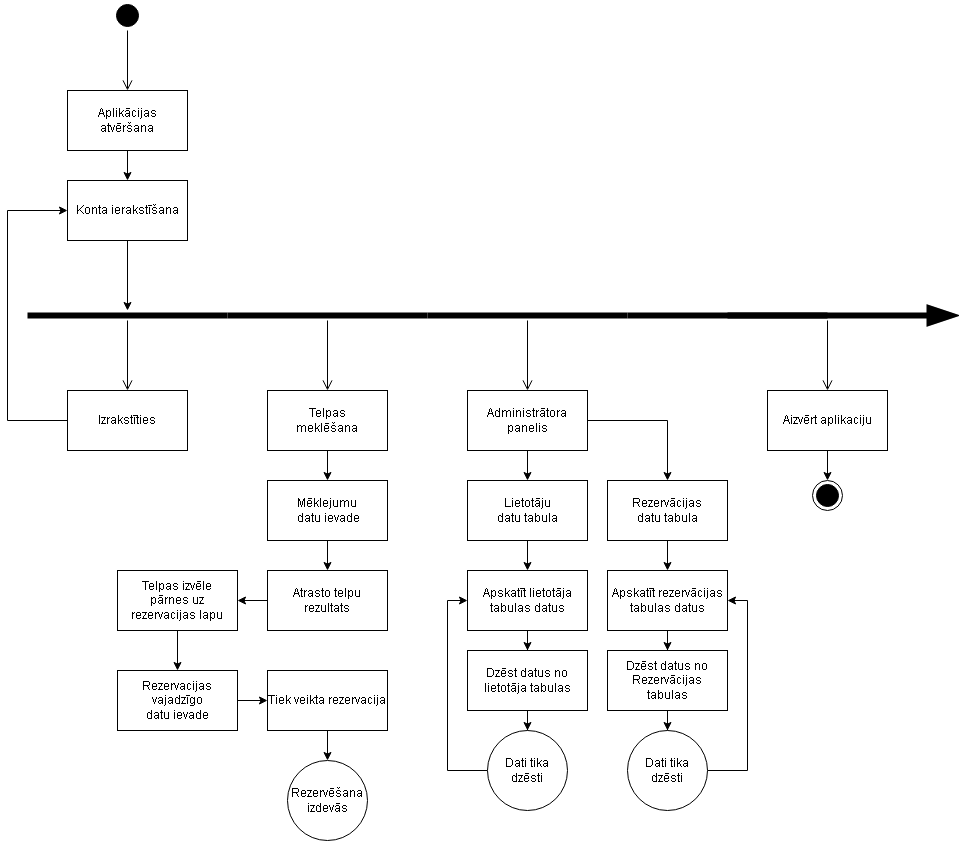 Aplikācijas
atvēršana
Konta ierakstīšana
Izrakstīties
Telpas
meklēšana
Administrātora
panelis
Aizvērt aplikaciju
Mēklejumu
datu ievade
Lietotāju
datu tabula
Rezervācijas
datu tabula
Telpas izvēle
pārnes uz
rezervacijas lapu
Atrasto telpu
rezultats
Apskatīt lietotāja
tabulas datus
Apskatīt rezervācijas
tabulas datus
Rezervacijas
vajadzīgo
datu ievade
Tiek veikta rezervacija
Dzēst datus no
lietotāja tabulas
Dzēst datus no
Rezervācijas
tabulas
Rezervēšana
izdevās
Dati tika
dzēsti
Dati tika
dzēsti